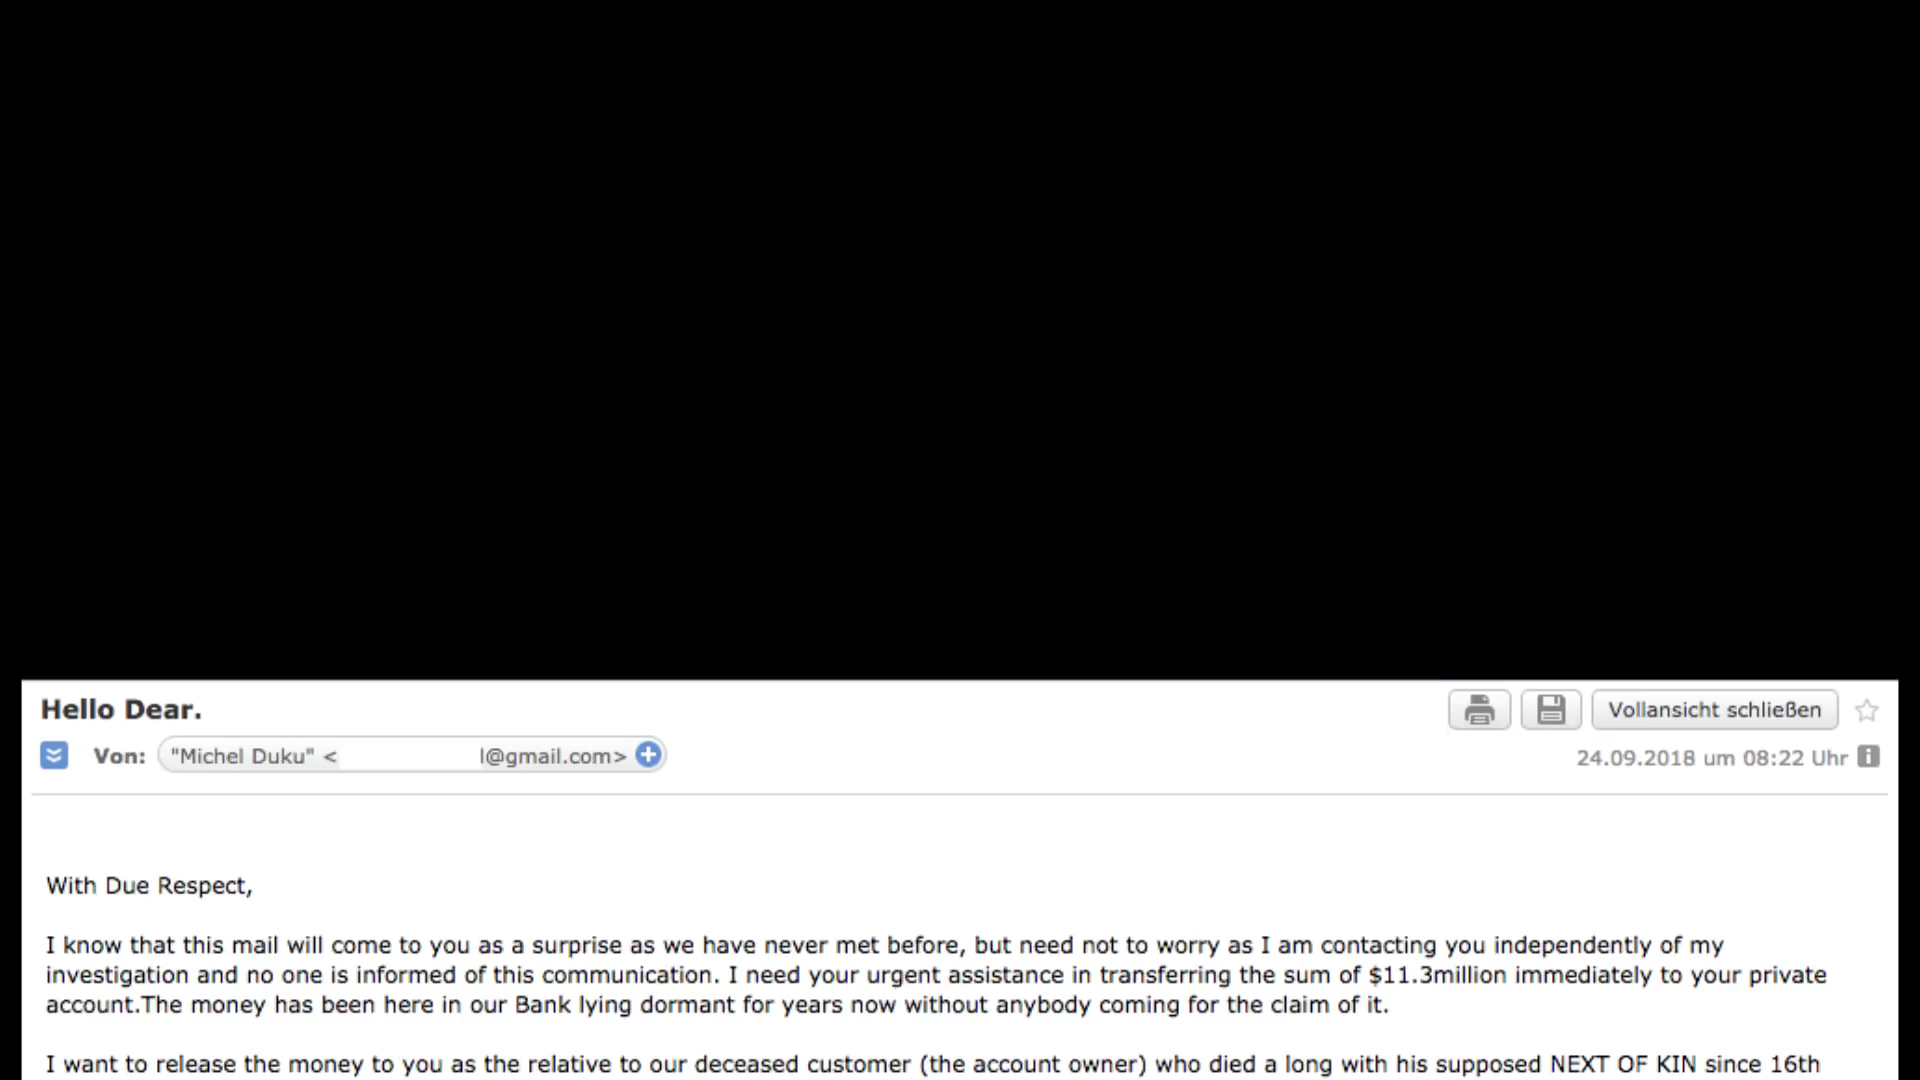 Hello Dear.
Vollansicht schließen
Von: "Michel Duku" < l@gmail.com>
24.09.2018 um 08:22 Uhr
With Due Respect,
I know that this mail will come to you as a surprise as we have never met before, but need not to worry as I am contacting you independently of my
investigation and no one is informed of this communication. I need your urgent assistance in transferring the sum of $11.3million immediately to your private
account.The money has been here in our Bank lying dormant for years now without anybody coming for the claim of it.
I want to release the money to you as the relative to our deceased customer (the account owner) who died a long with his supposed NEXT OF KIN since 16th